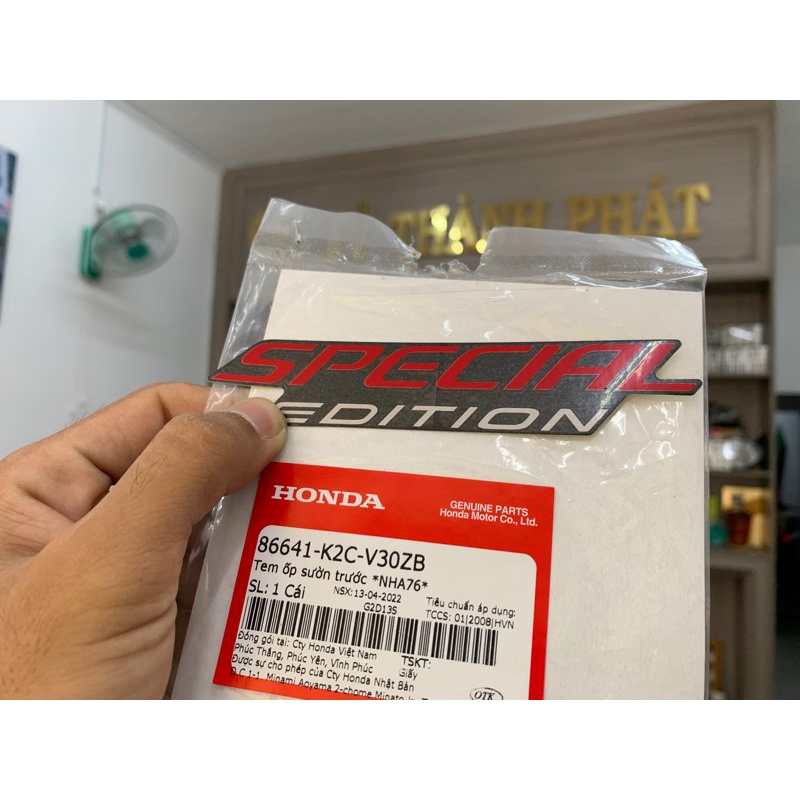 THÀNH PHÁT
SPECIAL
EDITION
HONDA
GENUINE PARTS
Honda Motor Co., Ltd.
86641-K2C-V30ZB
Tem ốp sườn trước *NHA76*
SL: 1 Cái
NSX:13-04-2022
G2D13S
Tiêu chuẩn áp dụng:
TCCS: 01|2008|HVN
Đóng gói tại: Cty Honda Việt Nam
Phúc Thắng, Phúc Yên, Vĩnh Phúc
TSKT:
Giấy
Được sự cho phép của Cty Honda Nhật Bản
Đ.C 1-1, Minami Aoyama 2-chome Minato
OTK